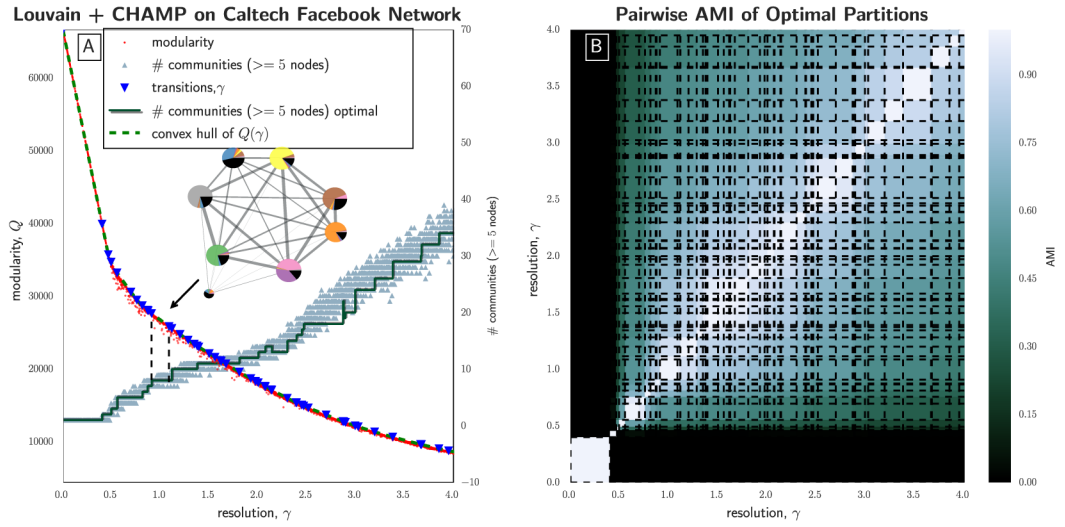 Louvain + CHAMP on Caltech Facebook Network
A
modularity
# communities (>= 5 nodes)
transitions,γ
# communities (>= 5 nodes) optimal
convex hull of Q(γ)
modularity, Q
60000
50000
40000
30000
20000
10000
70
60
50
40
30
20
10
0
−10
# communities (>= 5 nodes)
0.0 0.5 1.0 1.5 2.0 2.5 3.0 3.5 4.0
resolution, γ
Pairwise AMI of Optimal Partitions
B
resolution, γ
4.0
3.5
3.0
2.5
2.0
1.5
1.0
0.5
0.0
0.0 0.5 1.0 1.5 2.0 2.5 3.0 3.5 4.0
resolution, γ
0.90
0.75
0.60
0.45
0.30
0.15
0.00
AMI